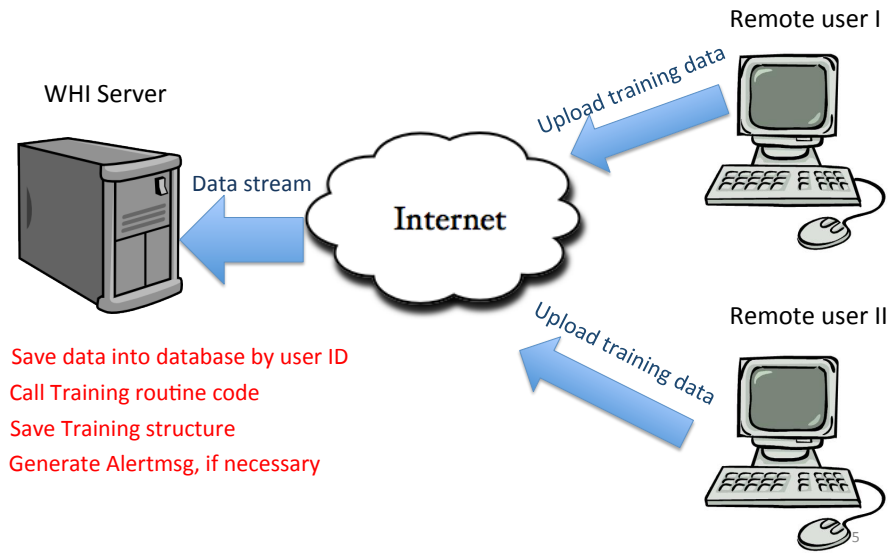 Remote user I
Upload training data
WHI Server
Data stream
Internet
Upload training data
Remote user II
Save data into database by user ID
Call Training routine code
Save Training structure
Generate Alertmsg, if necessary
5